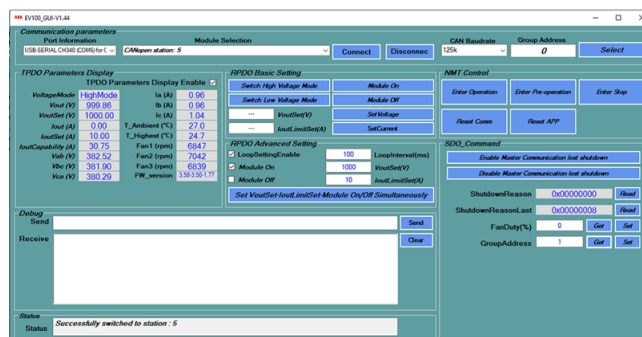 EV100_GUI-V1.44
Communication parameters
Port Information
Module Selection
CAN Baudrate
Group Address
USB-SERIAL CH340 (COM6) for C
CANopen station: 5
Connect
Disconnec
125k
0
Select
TPDO Parameters Display
TPDO Parameters Display Enable
VoltageMode HighMode Ia (A) 0.96
Vout (V) 999.86 Ib (A) 0.96
VoutSet (V) 1000.00 Ic (A) 1.04
Iout (A) 0.00 T_Ambient (℃) 27.0
IoutSet (A) 10.00 T_Highest (℃) 24.7
IoutCapability (A) 30.75 Fan1 (rpm) 6847
Vab (V) 382.52 Fan2 (rpm) 7042
Vbc (V) 381.90 Fan3 (rpm) 6839
Vca (V) 380.29 FW_version 3.58-3.50-1.77
RPDO Basic Setting
Switch High Voltage Mode Module On
Switch Low Voltage Mode Module Off
--- VoutSet(V) SetVoltage
--- IoutLimitSet(A) SetCurrent
RPDO Advanced Setting
LoopSettingEnable 100 LoopInterval(ms)
Module On 1000 VoutSet(V)
Module Off 10 IoutLimitSet(A)
Set VoutSet-IoutLimitSet-Module On/Off Simultaneously
NMT Control
Enter Operation Enter Pre-operation Enter Stop
Reset Comm Reset APP
SDO_Command
Enable Master Communication lost shutdown
Disable Master Communication lost shutdown
ShutdownReason 0x00000000 Read
ShutdownReasonLast 0x00000008 Read
FanDuty(%) 0 Get Set
GroupAddress 1 Get Set
Debug
Send Send
Receive Clear
Status
Status Successfully switched to station : 5